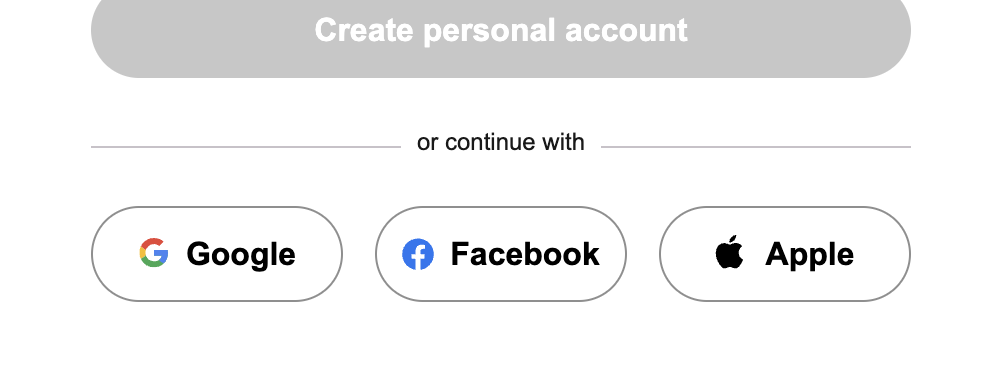 Create personal account
or continue with
Google
Facebook
Apple